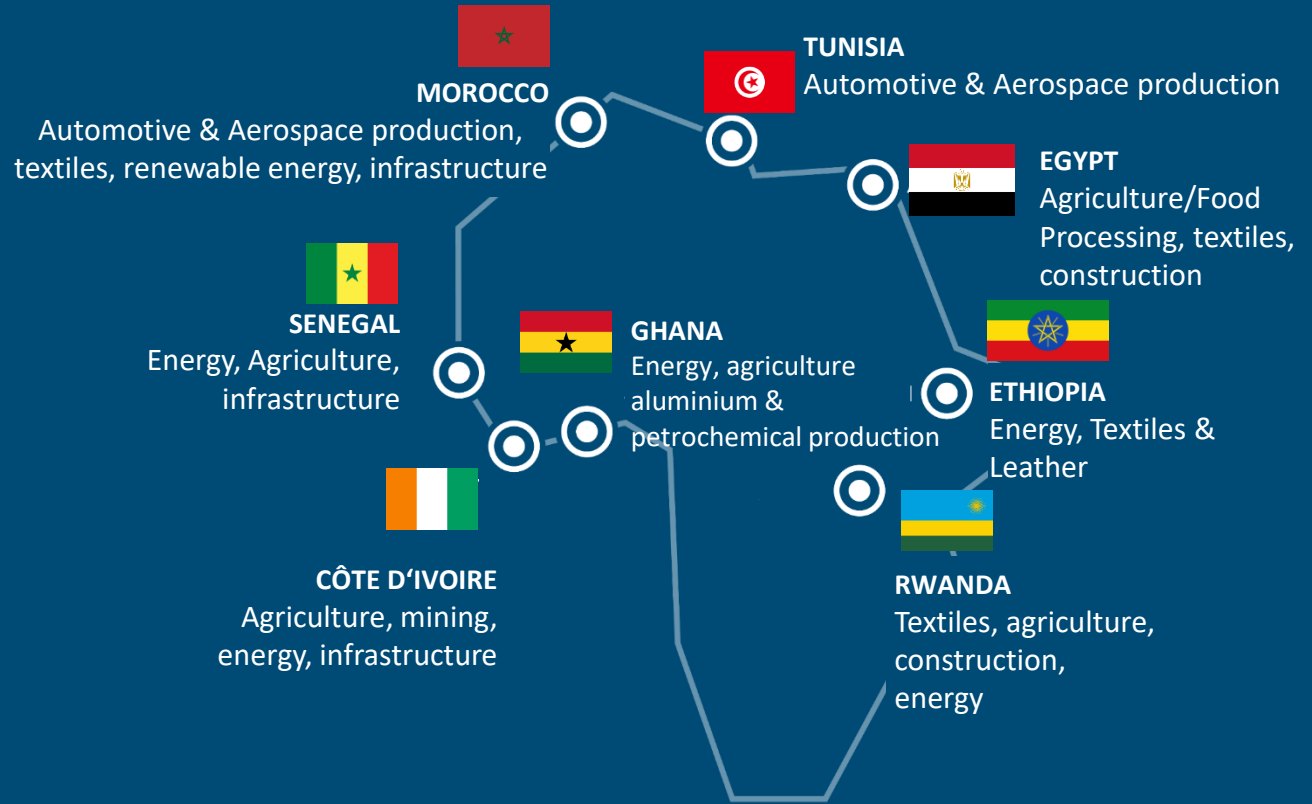 MOROCCO
Automotive & Aerospace production,
textiles, renewable energy, infrastructure
TUNISIA
Automotive & Aerospace production
EGYPT
Agriculture/Food
Processing, textiles,
construction
SENEGAL
Energy, Agriculture,
infrastructure
GHANA
Energy, agriculture
aluminium &
petrochemical production
ETHIOPIA
Energy, Textiles &
Leather
CÔTE D‘IVOIRE
Agriculture, mining,
energy, infrastructure
RWANDA
Textiles, agriculture,
construction,
energy